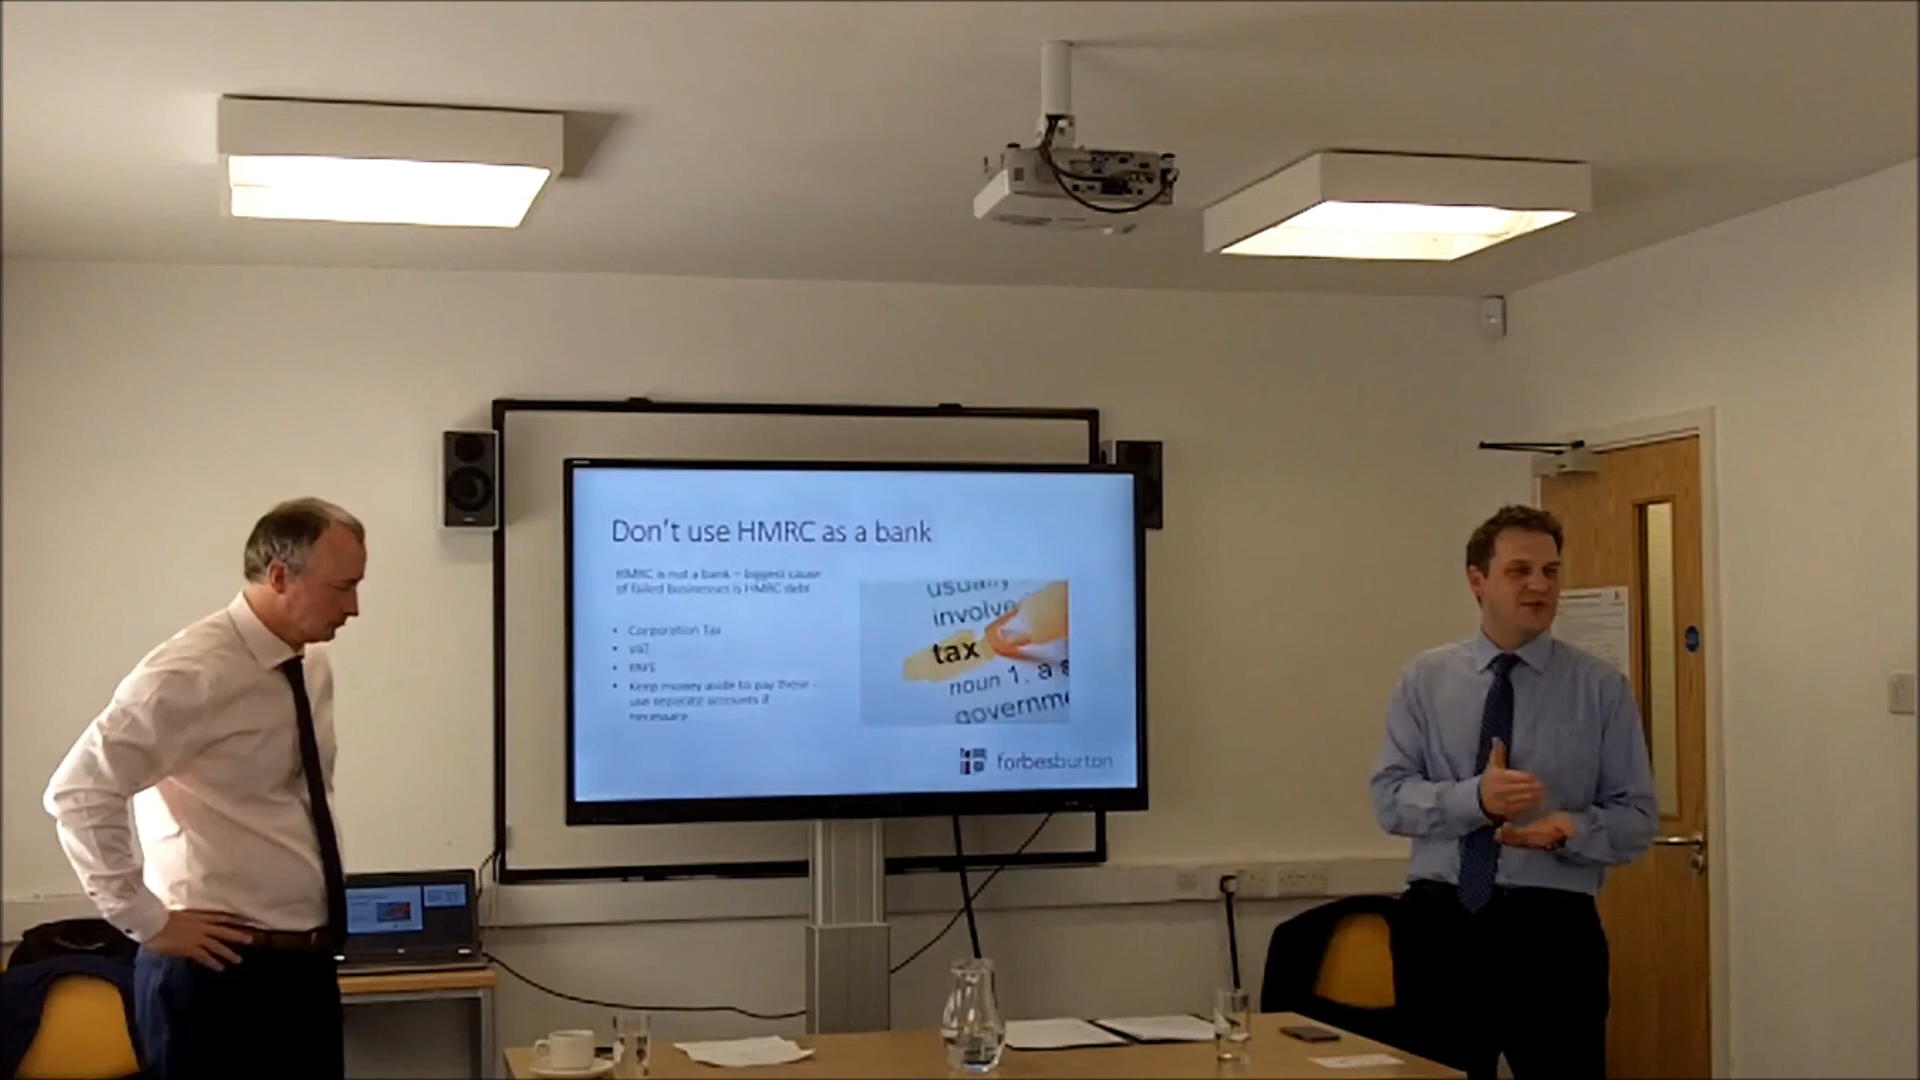 Don't use HMRC as a bank
HMRC is not a bank – biggest cause
of failed businesses is HMRC debt
• Corporation Tax
• VAT
• PAYE
• Keep money aside to pay these –
use separate accounts if
necessary
usually
involve
tax
noun 1. a
governme
forbesburton